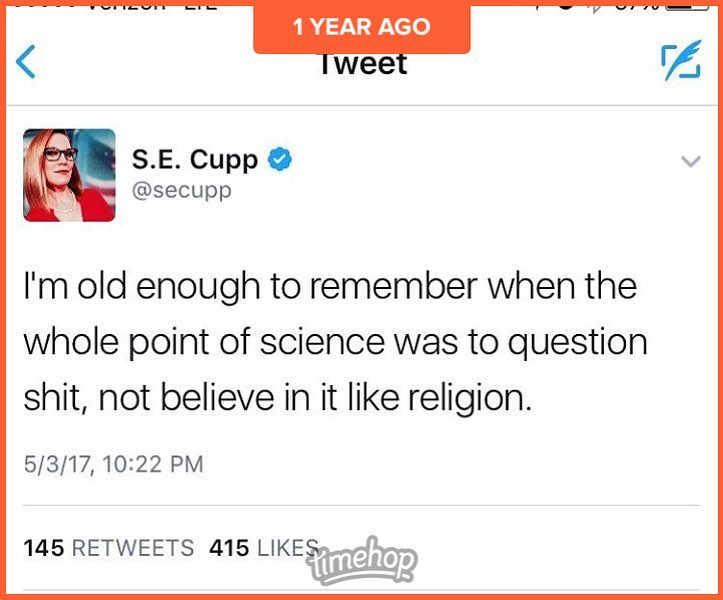 1 YEAR AGO
Tweet
S.E. Cupp
@secupp
I'm old enough to remember when the
whole point of science was to question
shit, not believe in it like religion.
5/3/17, 10:22 PM
145 RETWEETS 415 LIKES
timehop